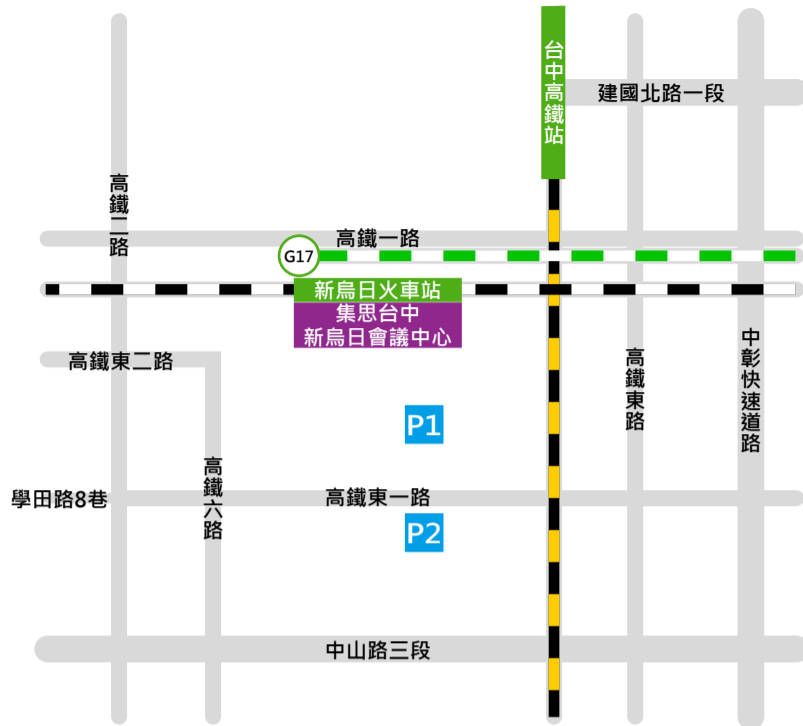 台中高鐵站
建國北路一段
高鐵二路
高鐵一路
G17
新烏日火車站
集思台中
新烏日會議中心
高鐵東二路
高鐵東路
中彰快速道路
P1
高鐵六路
學田路8巷
高鐵東一路
P2
中山路三段